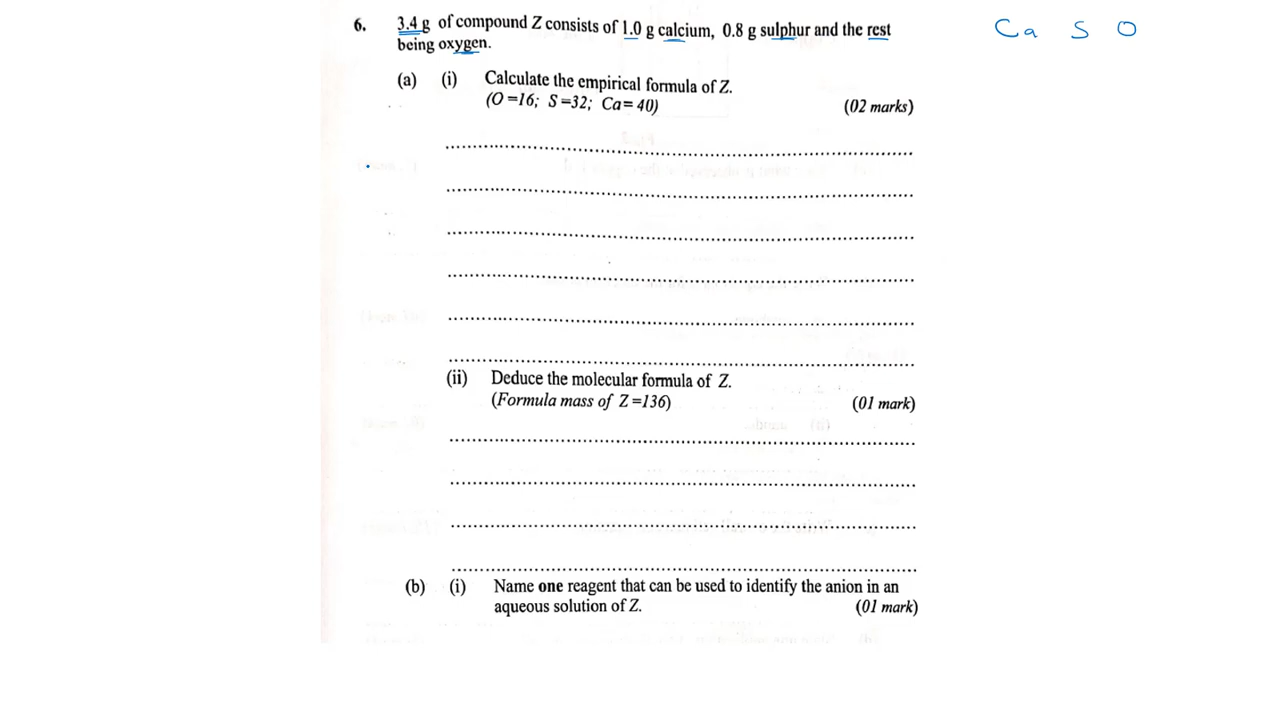 6. 3.4 g of compound Z consists of 1.0 g calcium, 0.8 g sulphur and the rest
being oxygen.
Ca S O
(a) (i) Calculate the empirical formula of Z.
(O =16; S =32; Ca= 40) (02 marks)
(ii) Deduce the molecular formula of Z.
(Formula mass of Z =136) (01 mark)
(b) (i) Name one reagent that can be used to identify the anion in an
aqueous solution of Z. (01 mark)